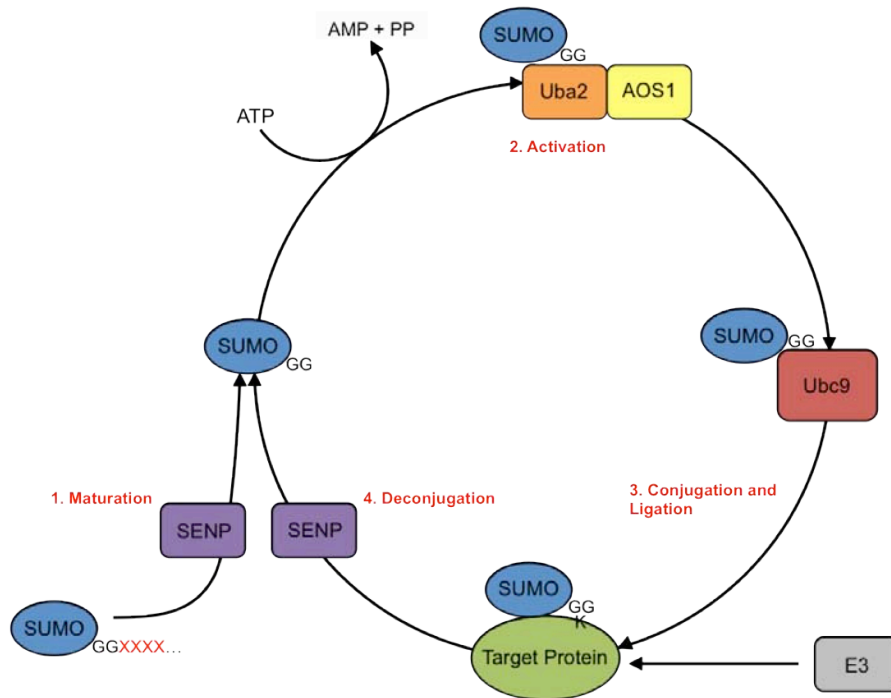 AMP + PP
SUMO
GG
Uba2
AOS1
ATP
2. Activation
SUMO
GG
Ubc9
SUMO
GG
1. Maturation
4. Deconjugation
3. Conjugation and
Ligation
SENP
SENP
SUMO
GG
K
Target Protein
SUMO
GGXXXX...
E3